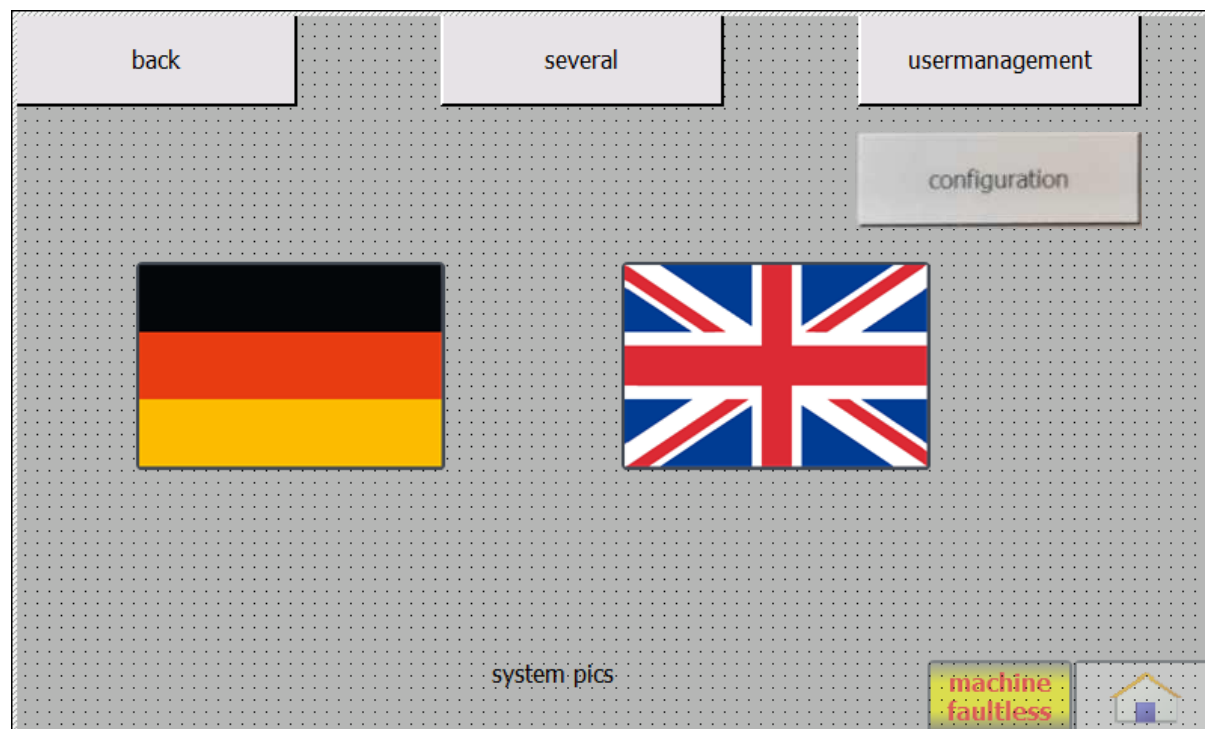 back
several
usermanagement
configuration
system pics
machine
faultless